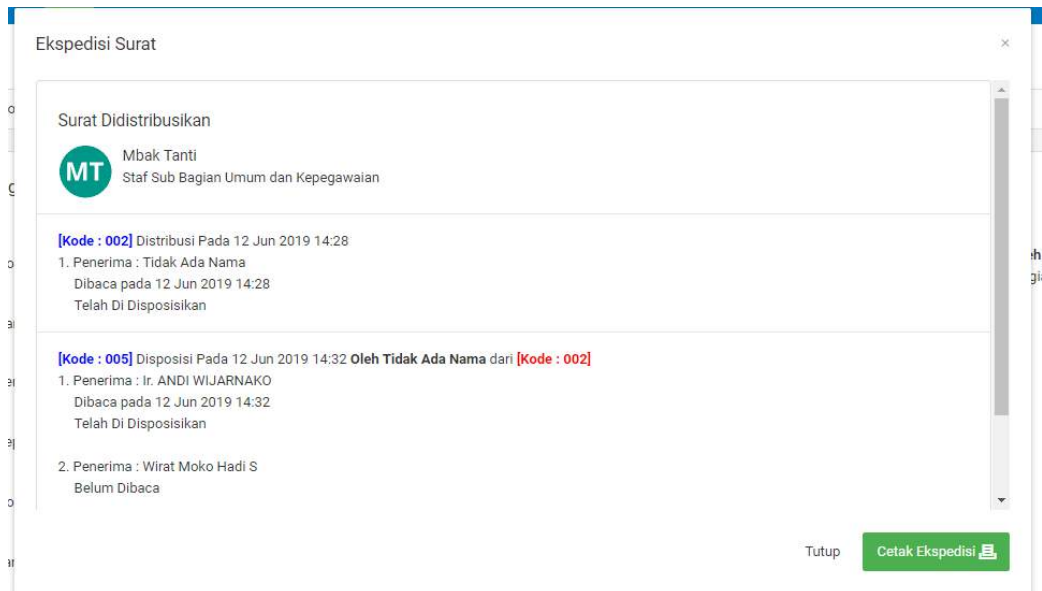 Ekspedisi Surat
×
Surat Didistribusikan
MT
Mbak Tanti
Staf Sub Bagian Umum dan Kepegawaian
[Kode : 002] Distribusi Pada 12 Jun 2019 14:28
1. Penerima : Tidak Ada Nama
Dibaca pada 12 Jun 2019 14:28
Telah Di Disposisikan
[Kode : 005] Disposisi Pada 12 Jun 2019 14:32 Oleh Tidak Ada Nama dari [Kode : 002]
1. Penerima : Ir. ANDI WIJARNAKO
Dibaca pada 12 Jun 2019 14:32
Telah Di Disposisikan
2. Penerima : Wirat Moko Hadi S
Belum Dibaca
Tutup
Cetak Ekspedisi